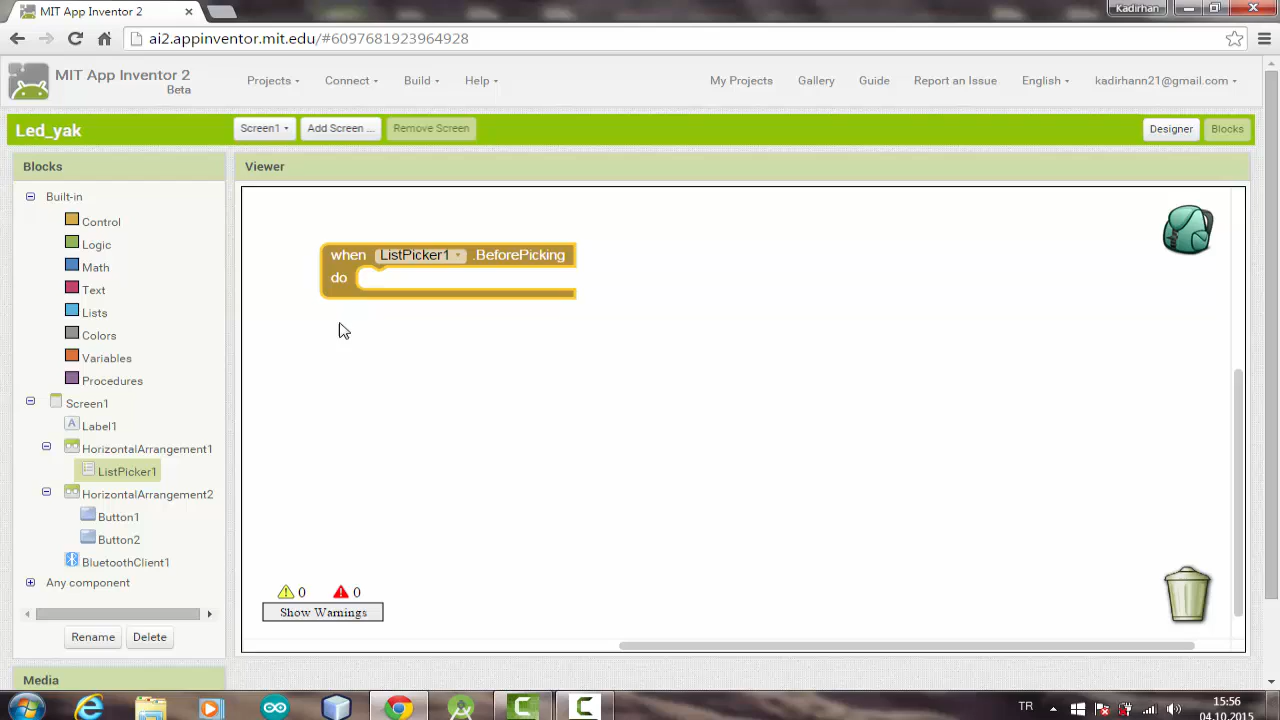 MIT App Inventor 2
Kadirhan
ai2.appinventor.mit.edu/#6097681923964928
MIT App Inventor 2
Beta
Projects
Connect
Build
Help
My Projects
Gallery
Guide
Report an Issue
English
kadirhann21@gmail.com
Led_yak
Screen1
Add Screen ...
Remove Screen
Designer
Blocks
Blocks
Viewer
Built-in
Control
Logic
Math
Text
Lists
Colors
Variables
Procedures
Screen1
Label1
HorizontalArrangement1
ListPicker1
HorizontalArrangement2
Button1
Button2
BluetoothClient1
Any component
Rename
Delete
Media
when ListPicker1 .BeforePicking
do
0
0
Show Warnings
TR
15:56
04.10.2015